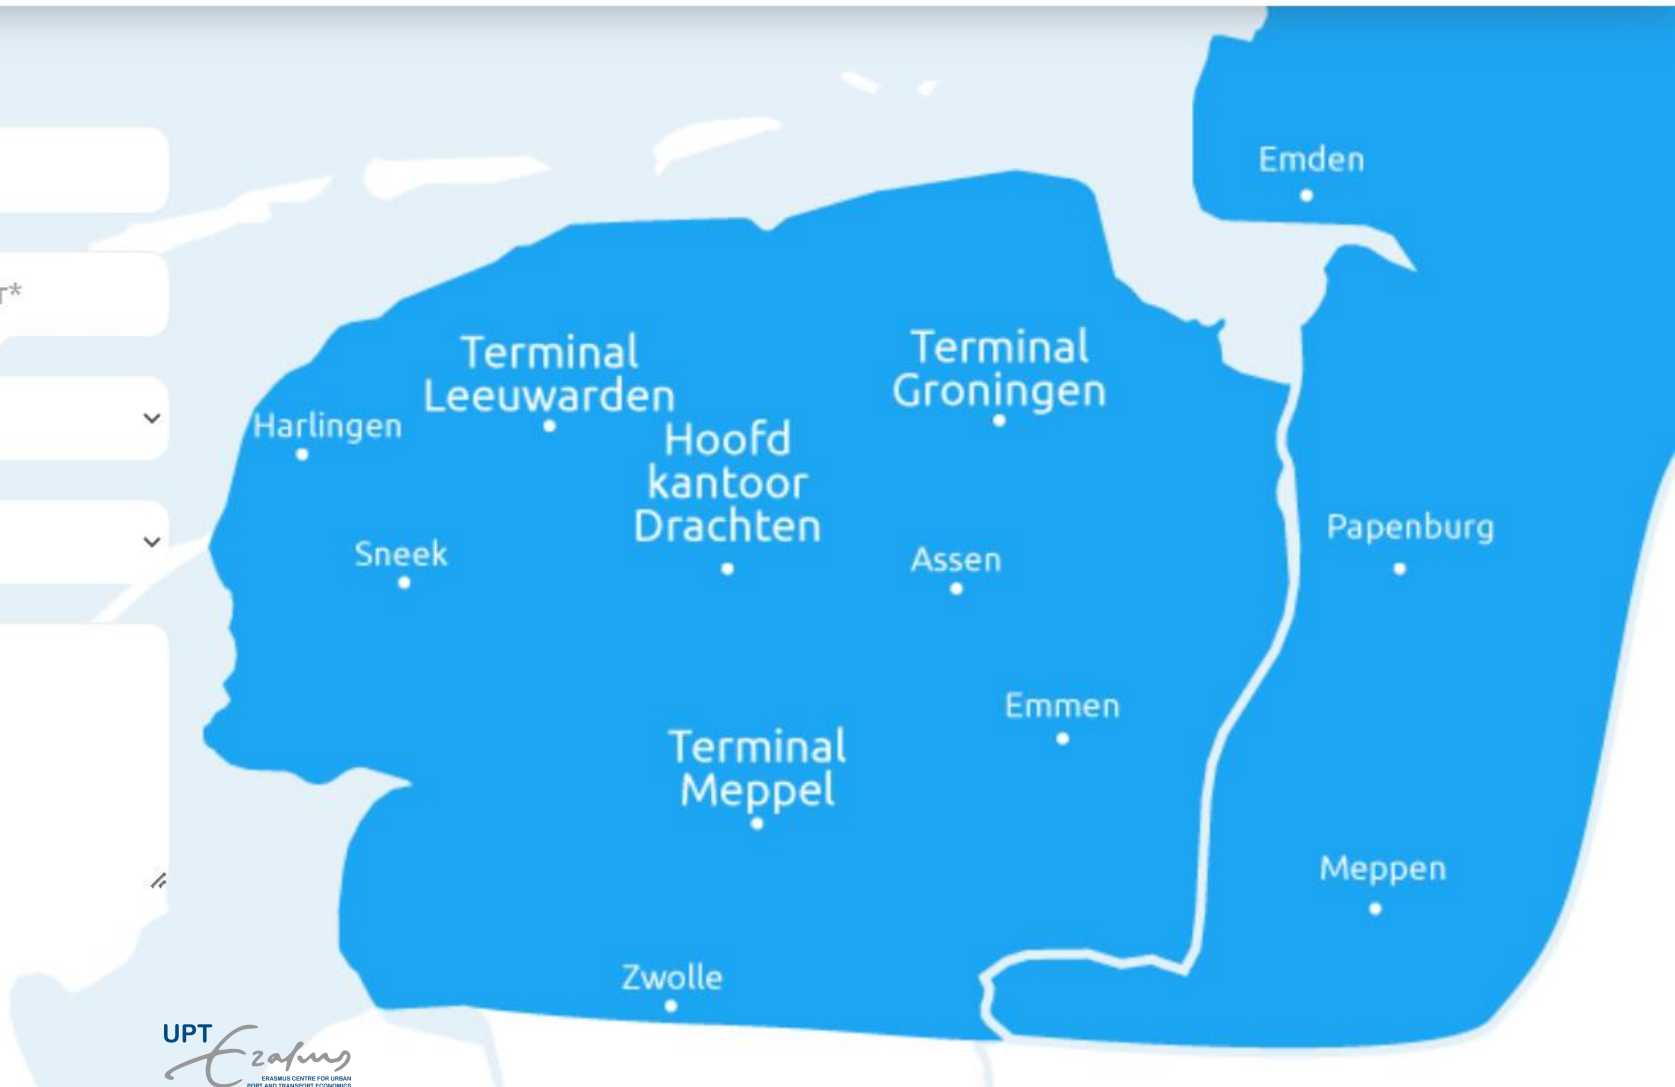 Emden
T*
Terminal
Leeuwarden
Terminal
Groningen
Harlingen
Hoofd
kantoor
Drachten
Papenburg
Sneek
Assen
Emmen
Terminal
Meppel
Meppen
Zwolle
UPT
Erasmus
ERASMUS CENTRE FOR URBAN
PORT AND TRANSPORT ECONOMICS